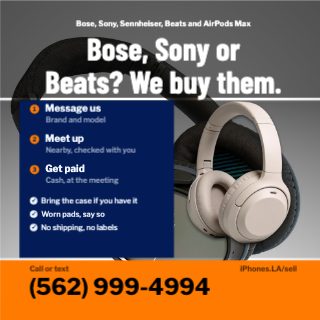 Bose, Sony, Sennheiser, Beats and AirPods Max
Bose, Sony or
Beats? We buy them.
1 Message us
Brand and model
2 Meet up
Nearby, checked with you
3 Get paid
Cash, at the meeting
Bring the case if you have it
Worn pads, say so
No shipping, no labels
Call or text
iPhones.LA/sell
(562) 999-4994